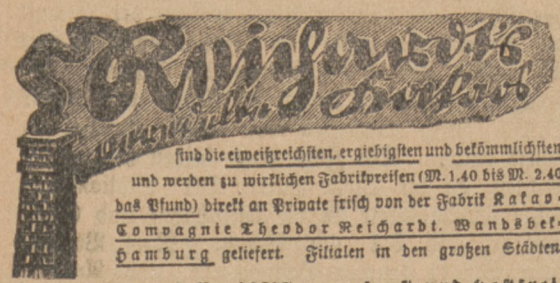 Reichardt's
Kakaos
sind die eiweißreichsten, ergiebigsten und bekömmlichsten
und werden zu wirklichen Fabrikpreisen (M. 1.40 bis M. 2.40
das Pfund) direkt an Private frisch von der Fabrik Kakao-
Compagnie Theodor Reichardt, Wandsbek-
Hamburg geliefert. Filialen in den großen Städten.